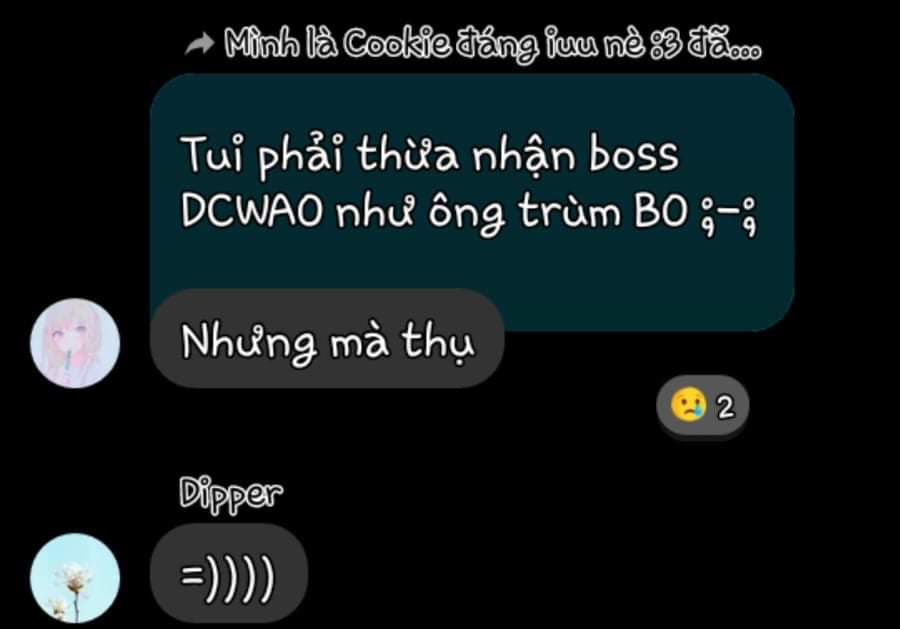 Mình là Cookie đáng iuu nè :3 đã...
Tui phải thừa nhận boss
DCWAO như ông trùm BO ;-;
Nhưng mà thụ
2
Dipper
=))))